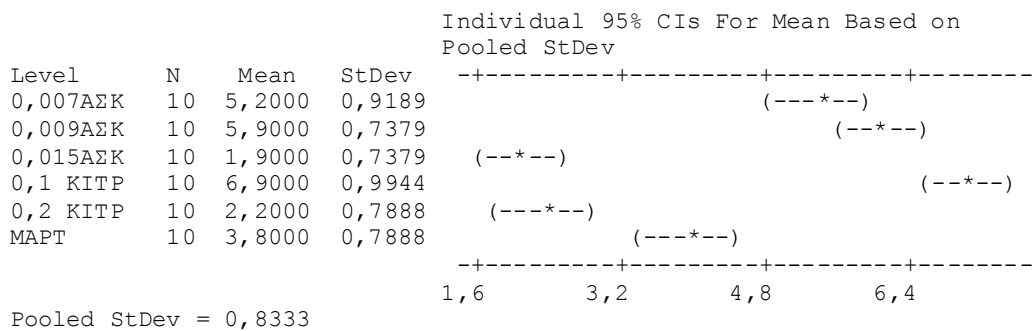 Individual 95% CIs For Mean Based on
Pooled StDev
Level N Mean StDev -+---------+---------+---------+--------
0,007ΑΣΚ 10 5,2000 0,9189 (---*--)
0,009ΑΣΚ 10 5,9000 0,7379 (--*--)
0,015ΑΣΚ 10 1,9000 0,7379 (--*--)
0,1 ΚΙΤΡ 10 6,9000 0,9944 (--*--)
0,2 ΚΙΤΡ 10 2,2000 0,7888 (---*--)
ΜΑΡΤ 10 3,8000 0,7888 (---*--)
-+---------+---------+---------+--------
1,6 3,2 4,8 6,4
Pooled StDev = 0,8333